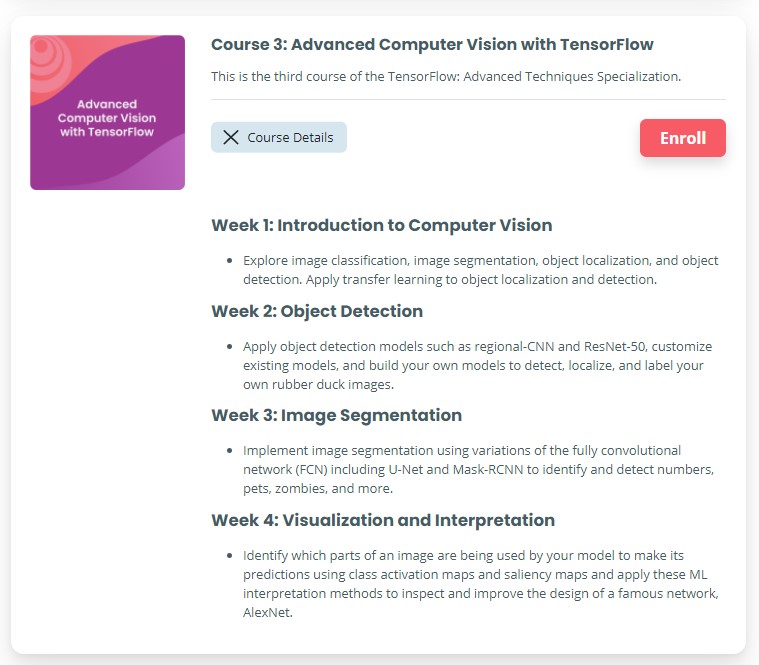 Advanced
Computer Vision
with TensorFlow
Course 3: Advanced Computer Vision with TensorFlow
This is the third course of the TensorFlow: Advanced Techniques Specialization.
Course Details
Enroll
Week 1: Introduction to Computer Vision
Explore image classification, image segmentation, object localization, and object
detection. Apply transfer learning to object localization and detection.
Week 2: Object Detection
Apply object detection models such as regional-CNN and ResNet-50, customize
existing models, and build your own models to detect, localize, and label your
own rubber duck images.
Week 3: Image Segmentation
Implement image segmentation using variations of the fully convolutional
network (FCN) including U-Net and Mask-RCNN to identify and detect numbers,
pets, zombies, and more.
Week 4: Visualization and Interpretation
Identify which parts of an image are being used by your model to make its
predictions using class activation maps and saliency maps and apply these ML
interpretation methods to inspect and improve the design of a famous network,
AlexNet.